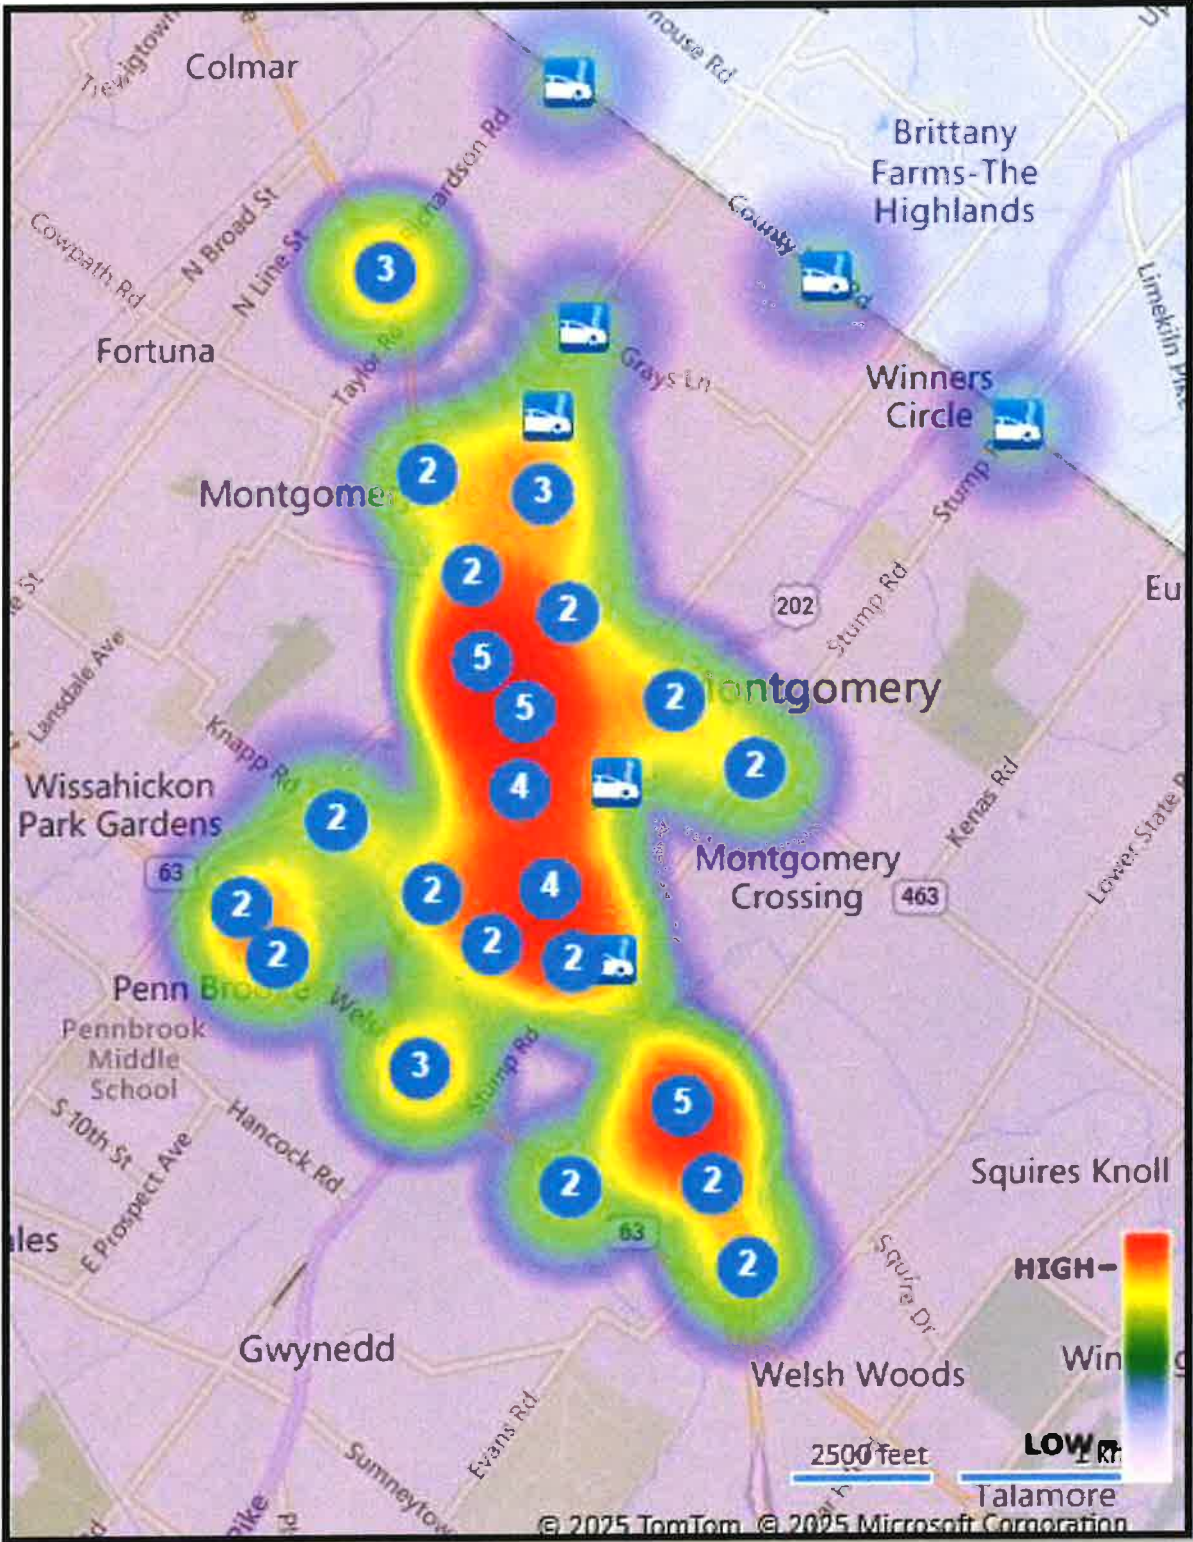 Colmar
house Rd
Brittany
Farms-The
Highlands
Richardson Rd
County
N Broad St
N Line St
Cowpath Rd
3
Limekiln Pike
Fortuna
Taylor Rd
Grays Ln
Winners
Circle
2
3
Montgome
Stump
2
2
202
Stump Rd
Eu
e St
5
5
2
ontgomery
Lansdale Ave
Knapp Rd
2
4
Wissahickon
Park Gardens
2
Kenas Rd
Lower State R
63
Montgomery
Crossing
463
2
4
2
2
2
2
Penn Brooke
Welsh
Pennbrook
Middle
School
3
Stump Rd
5
S 10th St
Hancock Rd
E Prospect Ave
2
2
Squires Knoll
63
ales
2
HIGH
Squire Dr
Gwynedd
Welsh Woods
Win
Evans Rd
2500 feet
LOW
Sumneytow
Talamore
Pike
© 2025 TomTom © 2025 Microsoft Corporation